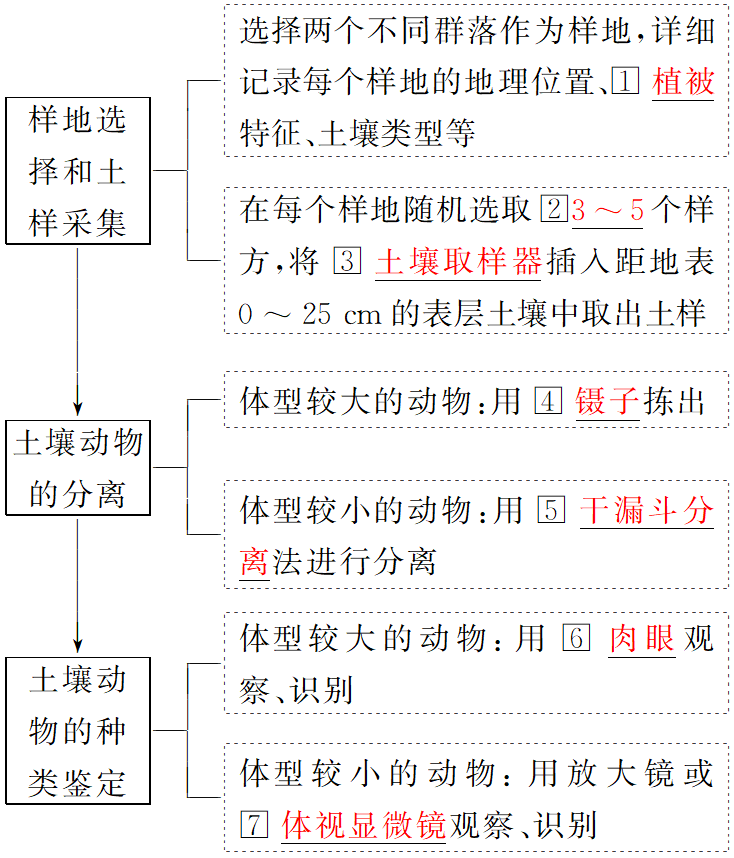 样地选
择和土
样采集
选择两个不同群落作为样地,详细
记录每个样地的地理位置、1 植被
特征、土壤类型等
在每个样地随机选取 2 3～5 个样
方,将 3 土壤取样器插入距地表
0～25 cm的表层土壤中取出土样
土壤动物
的分离
体型较大的动物:用 4 镊子拣出
体型较小的动物:用 5 干漏斗分
离法进行分离
土壤动
物的种
类鉴定
体型较大的动物:用 6 肉眼观
察、识别
体型较小的动物:用放大镜或
7 体视显微镜观察、识别